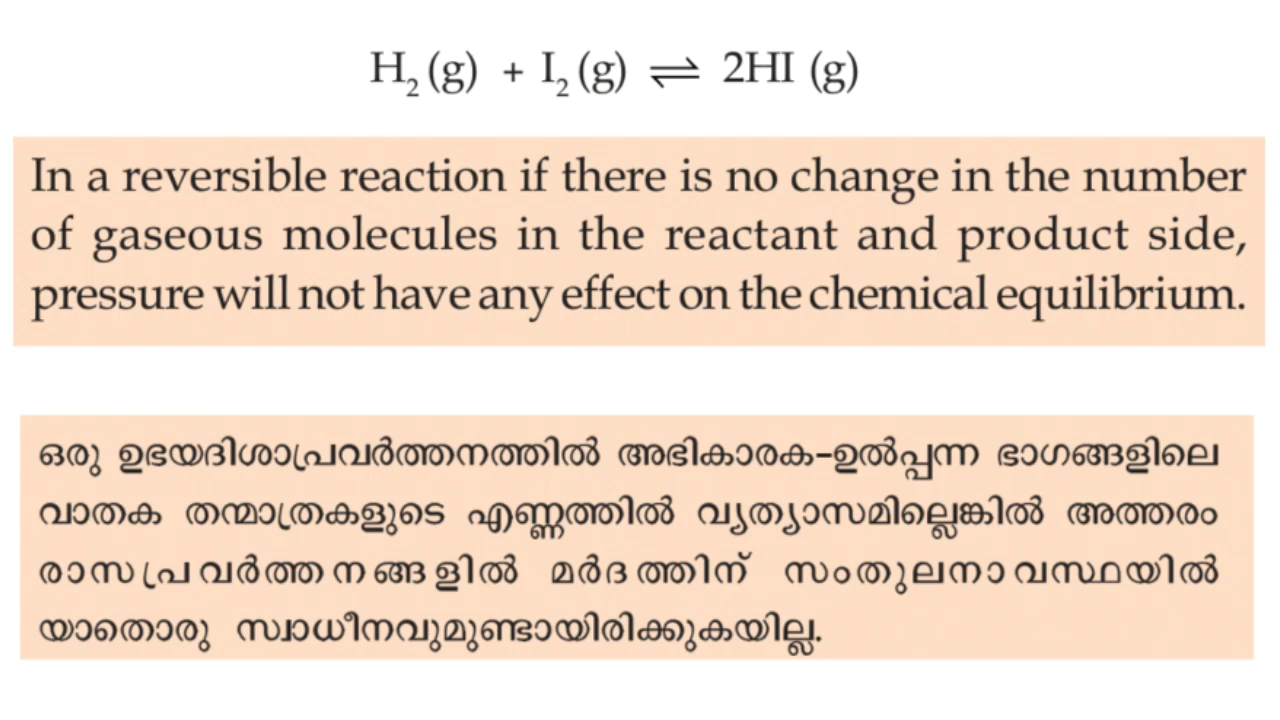 H₂ (g) + I₂ (g) ⇌ 2HI (g)
In a reversible reaction if there is no change in the number
of gaseous molecules in the reactant and product side,
pressure will not have any effect on the chemical equilibrium.
ഒരു ഉഭയദിശാപ്രവർത്തനത്തിൽ അഭികാരക-ഉൽപ്പന്ന ഭാഗങ്ങളിലെ
വാതക തന്മാത്രകളുടെ എണ്ണത്തിൽ വ്യത്യാസമില്ലെങ്കിൽ അത്തരം
രാസപ്രവർത്തനങ്ങളിൽ മർദത്തിന് സംതുലനാവസ്ഥയിൽ
യാതൊരു സ്വാധീനവുമുണ്ടായിരിക്കുകയില്ല.